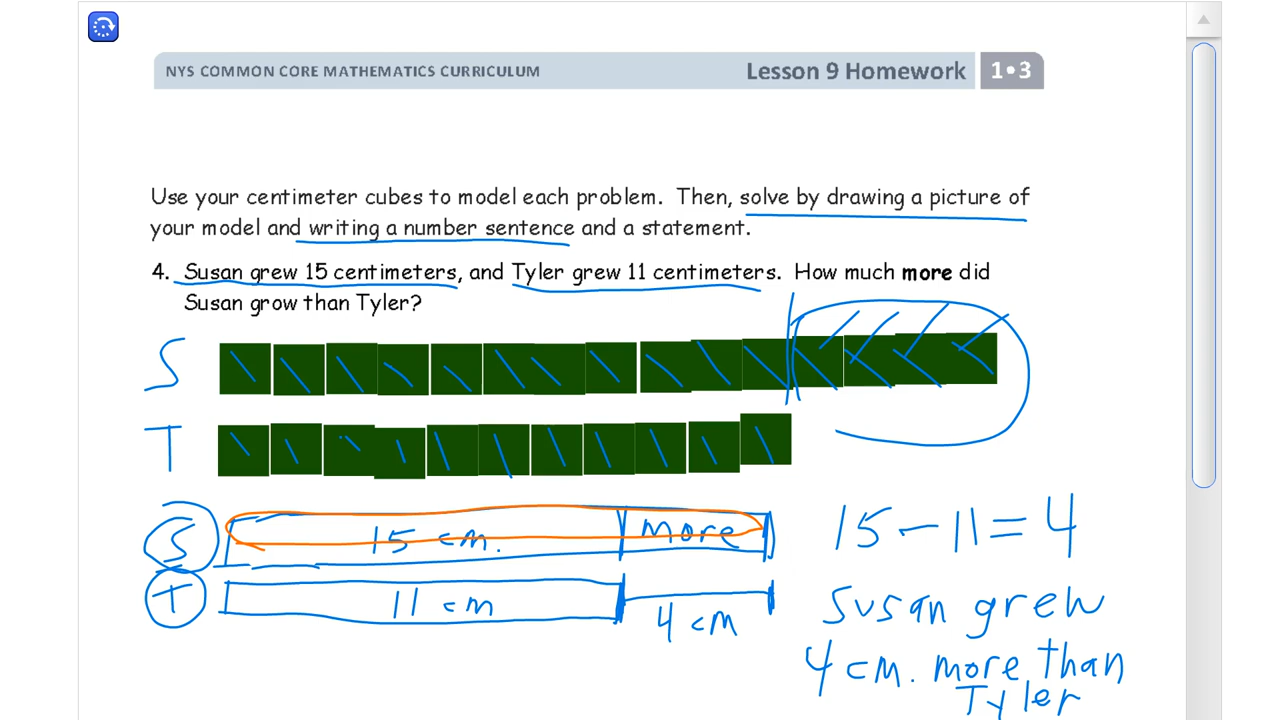 NYS COMMON CORE MATHEMATICS CURRICULUM Lesson 9 Homework 1•3
Use your centimeter cubes to model each problem. Then, solve by drawing a picture of
your model and writing a number sentence and a statement.
4. Susan grew 15 centimeters, and Tyler grew 11 centimeters. How much more did
Susan grow than Tyler?
S
T
S 15 cm. more
T 11 cm 4 cm
15 - 11 = 4
Susan grew
4 cm. more than
Tyler